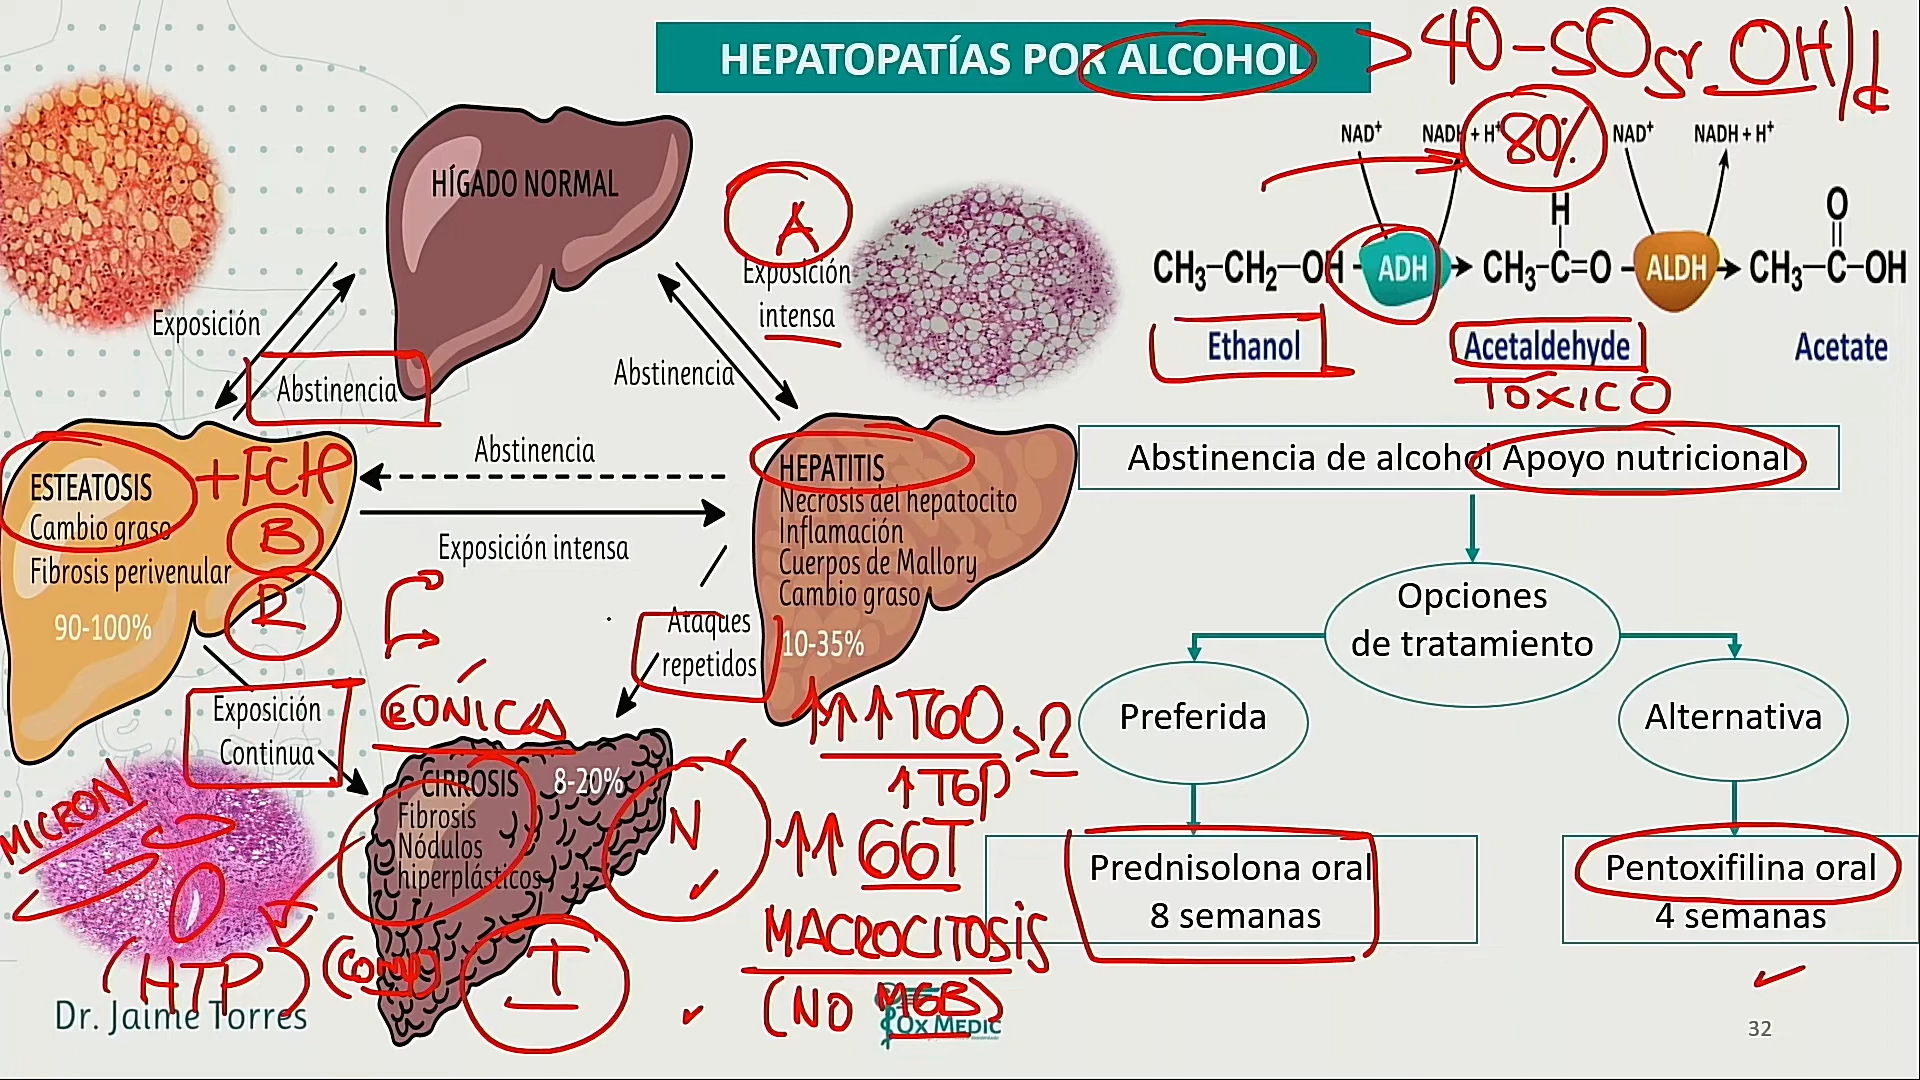 HEPATOPATÍAS POR ALCOHOL
>40-50gr OH/d
HÍGADO NORMAL
A
Exposición
intensa
Exposición
Abstinencia
Abstinencia
Abstinencia
Exposición intensa
ESTEATOSIS
Cambio graso
Fibrosis perivenular
90-100%
+FCH
B
R
HEPATITIS
Necrosis del hepatocito
Inflamación
Cuerpos de Mallory
Cambio graso
10-35%
Ataques
repetidos
Exposición
Continua
CRÓNICA
CIRROSIS
8-20%
Fibrosis
Nódulos
hiperplásticos
MICRON
(HTP)
(comp)
N
I
↑↑↑TGO >2
↑TGP
↑↑GGT
MACROCITOSIS
(NO MGB)
NAD+
NADH + H+
80%
NAD+
NADH + H+
CH3-CH2-OH
ADH
H
CH3-C=O
ALDH
O
CH3-C-OH
Ethanol
Acetaldehyde
Acetate
TÓXICO
Abstinencia de alcohol Apoyo nutricional
Opciones
de tratamiento
Preferida
Alternativa
Prednisolona oral
8 semanas
Pentoxifilina oral
4 semanas
Dr. Jaime Torres
OX MEDIC
32